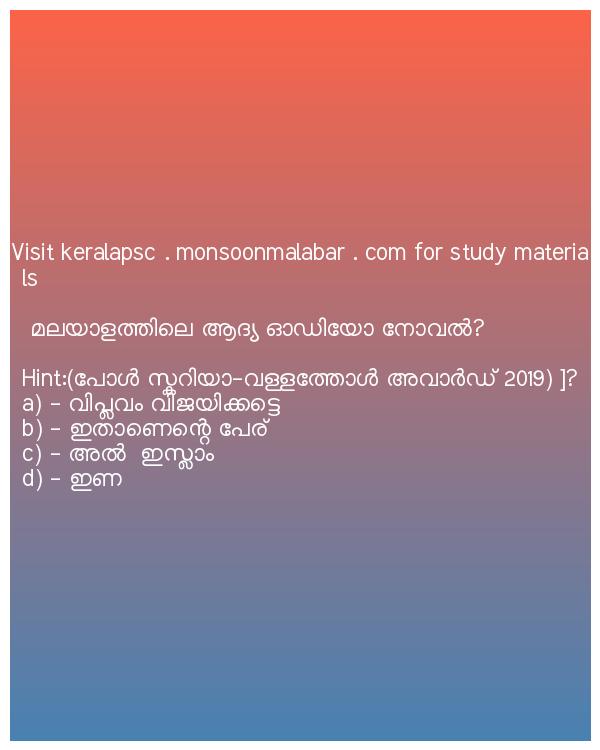 Visit keralapsc . monsoonmalabar . com for study materia
ls
മലയാളത്തിലെ ആദ്യ ഓഡിയോ നോവൽ?
Hint:(പോൾ സ്കറിയാ-വള്ളത്തോൾ അവാർഡ് 2019) ]?
a) - വിപ്ലവം വിജയിക്കട്ടെ
b) - ഇതാണെന്റെ പേര്
c) - അൽ  ഇസ്ലാം
d) - ഇണ